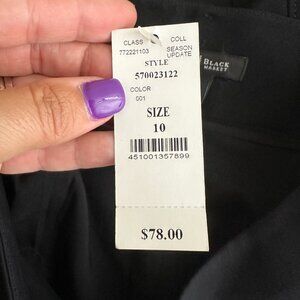 CLASS COLL
772221103 SEASON
UPDATE
STYLE
570023122
COLOR
001
SIZE
10
451001357899
$78.00
BLACK
MARKET